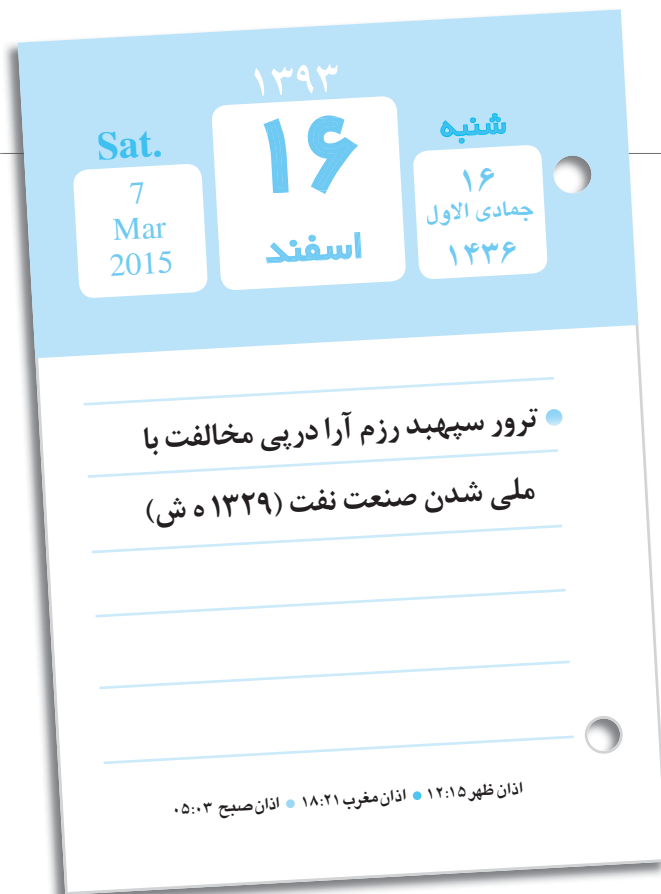 ۱۳۹۳
شنبه
۱۶
جمادی الاول
۱۴۳۶
۱۶
اسفند
Sat.
7
Mar
2015
ترور سپهبد رزم آرا درپی مخالفت با
ملی شدن صنعت نفت (۱۳۲۹ ه ش)
اذان ظهر ۱۲:۱۵ اذان مغرب ۱۸:۲۱ اذان صبح ۰۵:۰۳